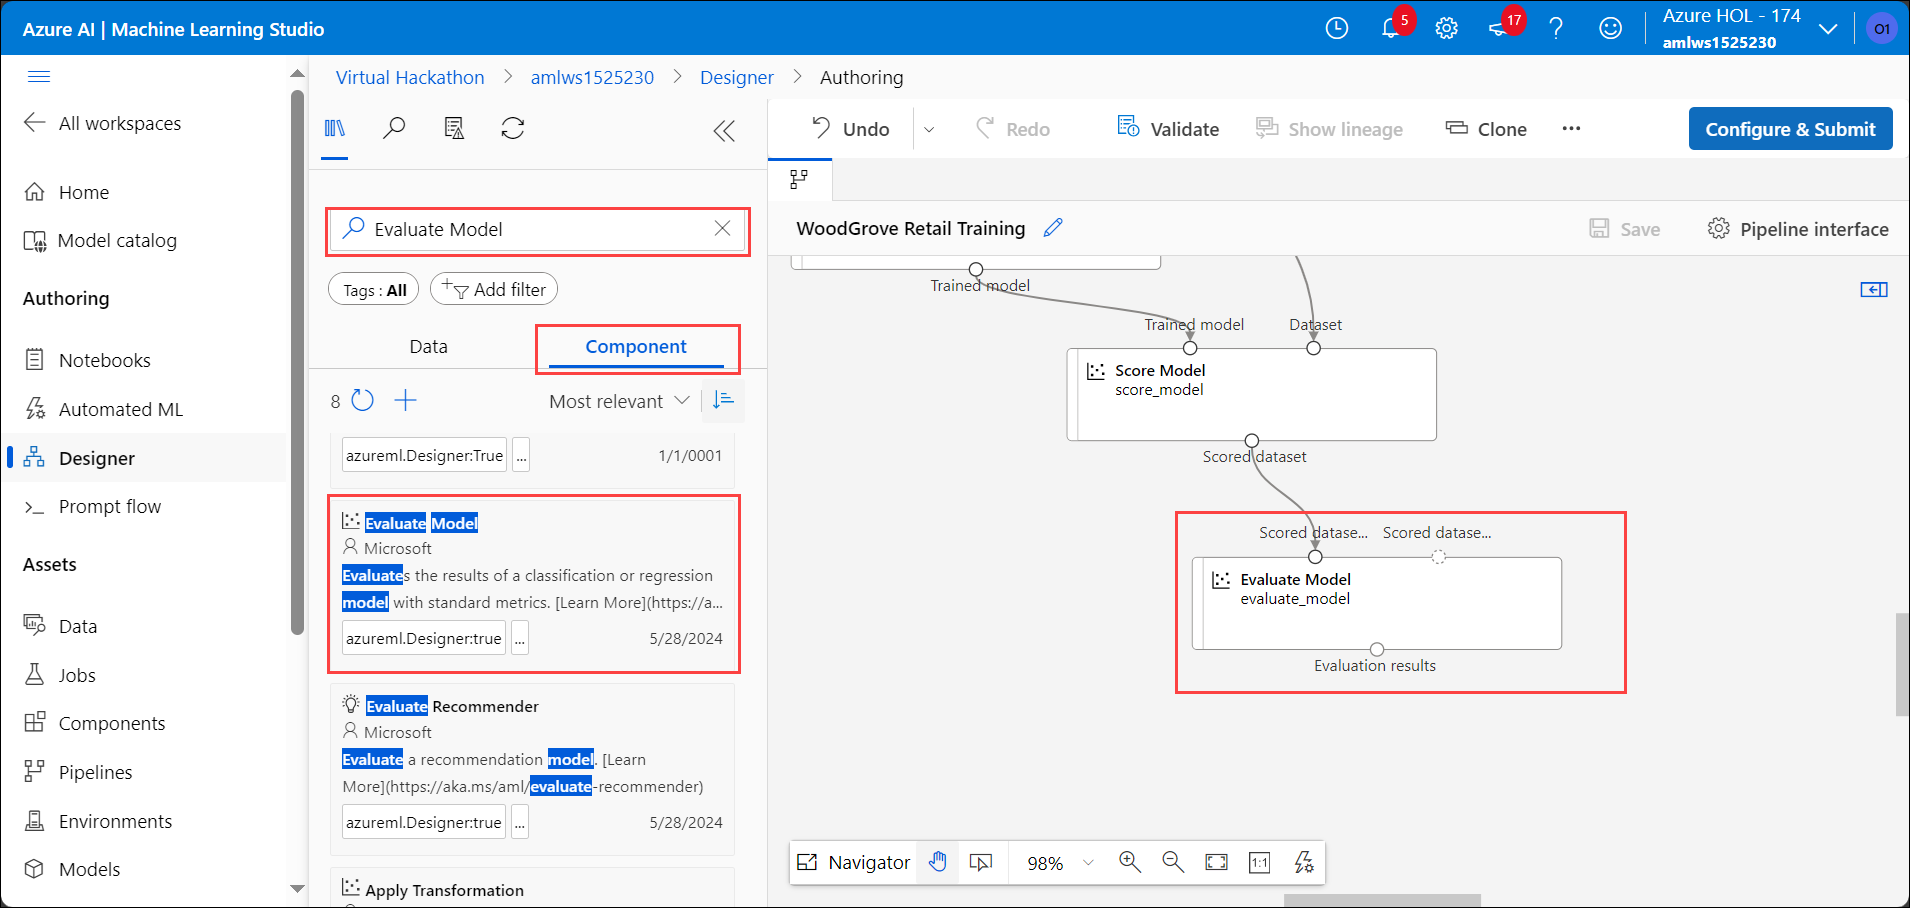 Azure AI | Machine Learning Studio
5
17
Azure HOL - 174
amlws1525230
O1
All workspaces
Home
Model catalog
Authoring
Notebooks
Automated ML
Designer
Prompt flow
Assets
Data
Jobs
Components
Pipelines
Environments
Models
Virtual Hackathon > amlws1525230 > Designer > Authoring
Evaluate Model
Tags : All
Add filter
Data
Component
8
Most relevant
azureml.Designer:True
...
1/1/0001
Evaluate Model
Microsoft
Evaluates the results of a classification or regression
model with standard metrics. [Learn More](https://a...
azureml.Designer:true
...
5/28/2024
Evaluate Recommender
Microsoft
Evaluate a recommendation model. [Learn
More](https://aka.ms/aml/evaluate-recommender)
azureml.Designer:true
...
5/28/2024
Apply Transformation
Undo
Redo
Validate
Show lineage
Clone
Configure & Submit
WoodGrove Retail Training
Save
Pipeline interface
Trained model
Trained model
Dataset
Score Model
score_model
Scored dataset
Scored datase...
Scored datase...
Evaluate Model
evaluate_model
Evaluation results
Navigator
98%
1:1